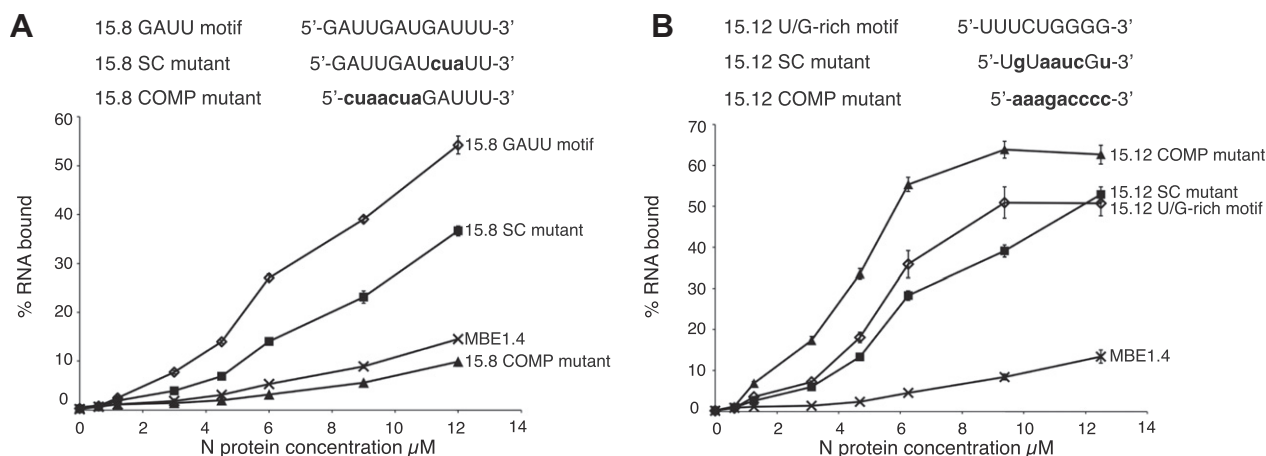 A
15.8 GAUU motif 5'-GAUUGAUGAUUU-3'
15.8 SC mutant 5'-GAUUGAUcuaUU-3'
15.8 COMP mutant 5'-cuaacuaGAUUU-3'
% RNA bound
60
50
40
30
20
10
0
15.8 GAUU motif
15.8 SC mutant
MBE1.4
15.8 COMP mutant
0 2 4 6 8 10 12 14
N protein concentration µM
B
15.12 U/G-rich motif 5'-UUUCUGGGG-3'
15.12 SC mutant 5'-UgUaaucGu-3'
15.12 COMP mutant 5'-aaagacccc-3'
% RNA bound
70
60
50
40
30
20
10
0
15.12 COMP mutant
15.12 SC mutant
15.12 U/G-rich motif
MBE1.4
0 2 4 6 8 10 12 14
N protein concentration µM